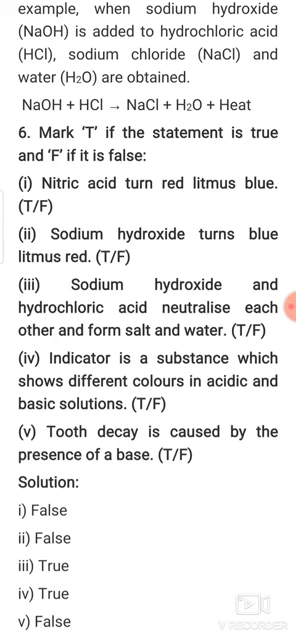 example, when sodium hydroxide
(NaOH) is added to hydrochloric acid
(HCl), sodium chloride (NaCl) and
water (H₂O) are obtained.
NaOH + HCl → NaCl + H₂O + Heat
6. Mark ‘T’ if the statement is true
and ‘F’ if it is false:
(i) Nitric acid turn red litmus blue.
(T/F)
(ii) Sodium hydroxide turns blue
litmus red. (T/F)
(iii) Sodium hydroxide and
hydrochloric acid neutralise each
other and form salt and water. (T/F)
(iv) Indicator is a substance which
shows different colours in acidic and
basic solutions. (T/F)
(v) Tooth decay is caused by the
presence of a base. (T/F)
Solution:
i) False
ii) False
iii) True
iv) True
v) False
V RECORDER